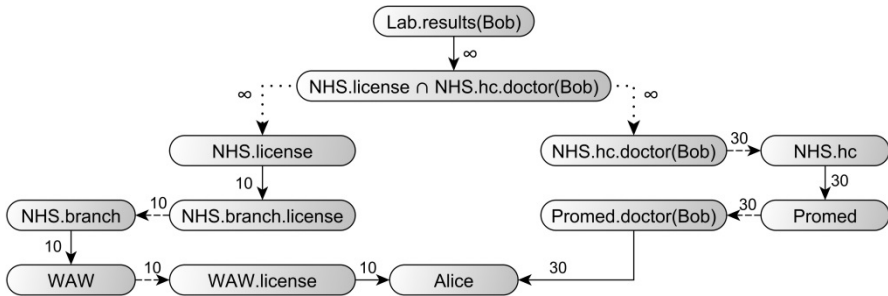 Lab.results(Bob)
∞
NHS.license ∩ NHS.hc.doctor(Bob)
∞
∞
NHS.license
NHS.hc.doctor(Bob)
30
NHS.hc
10
30
NHS.branch
NHS.branch.license
Promed.doctor(Bob)
30
Promed
10
WAW
10
WAW.license
10
Alice
30